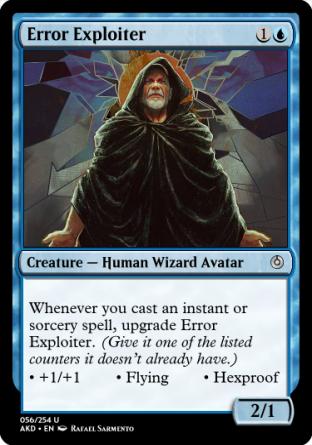 Error Exploiter 1
Creature — Human Wizard Avatar
Whenever you cast an instant or
sorcery spell, upgrade Error
Exploiter. (Give it one of the listed
counters it doesn't already have.)
• +1/+1 • Flying • Hexproof
2/1
056/254 U
AKD • EN Rafael Sarmento